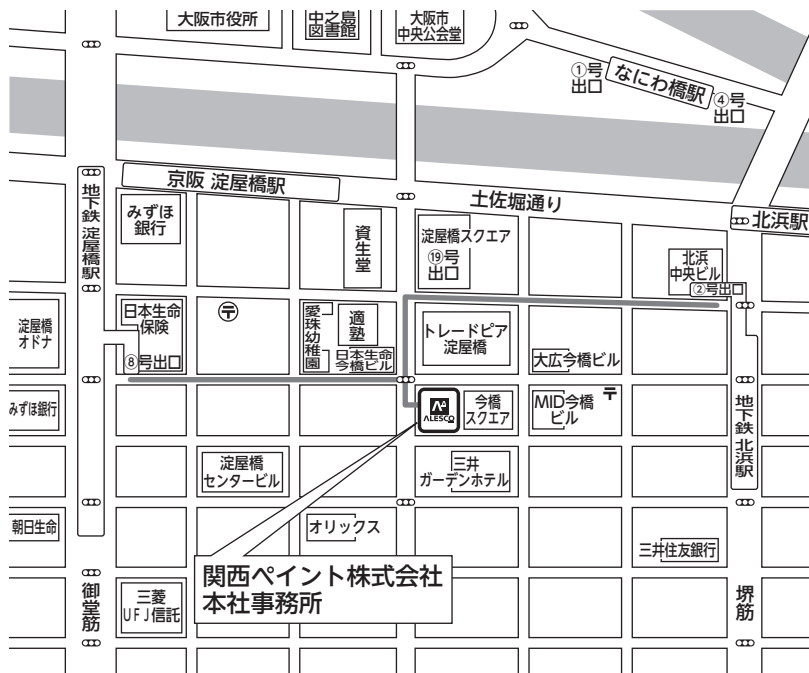 大阪市役所
中之島
図書館
大阪市
中央公会堂
①号
出口
なにわ橋駅
④号
出口
京阪 淀屋橋駅
土佐堀通り
北浜駅
地下鉄 淀屋橋駅
みずほ
銀行
資生堂
淀屋橋スクエア
⑲号
出口
北浜
中央ビル
②号出口
淀屋橋
オドナ
日本生命
保険
⑧号出口
〶
愛珠幼稚園
適塾
日本生命
今橋ビル
トレードピア
淀屋橋
大広今橋ビル
みずほ銀行
ALESCO
今橋
スクエア
MID今橋
ビル
〒
地下鉄 北浜駅
淀屋橋
センタービル
三井
ガーデンホテル
朝日生命
オリックス
三井住友銀行
関西ペイント株式会社
本社事務所
御堂筋
三菱
UFJ信託
堺筋